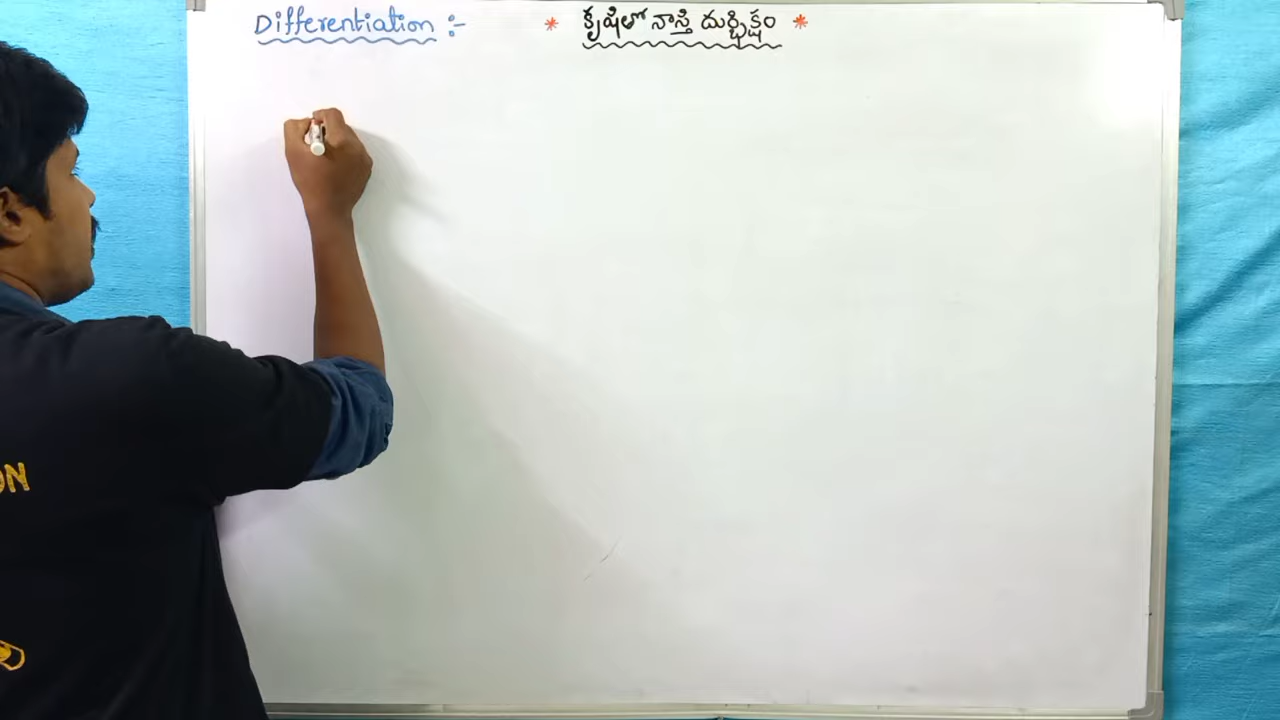 Differentiation :- * కృషితో నాస్తి దుర్భిక్షం *
ON